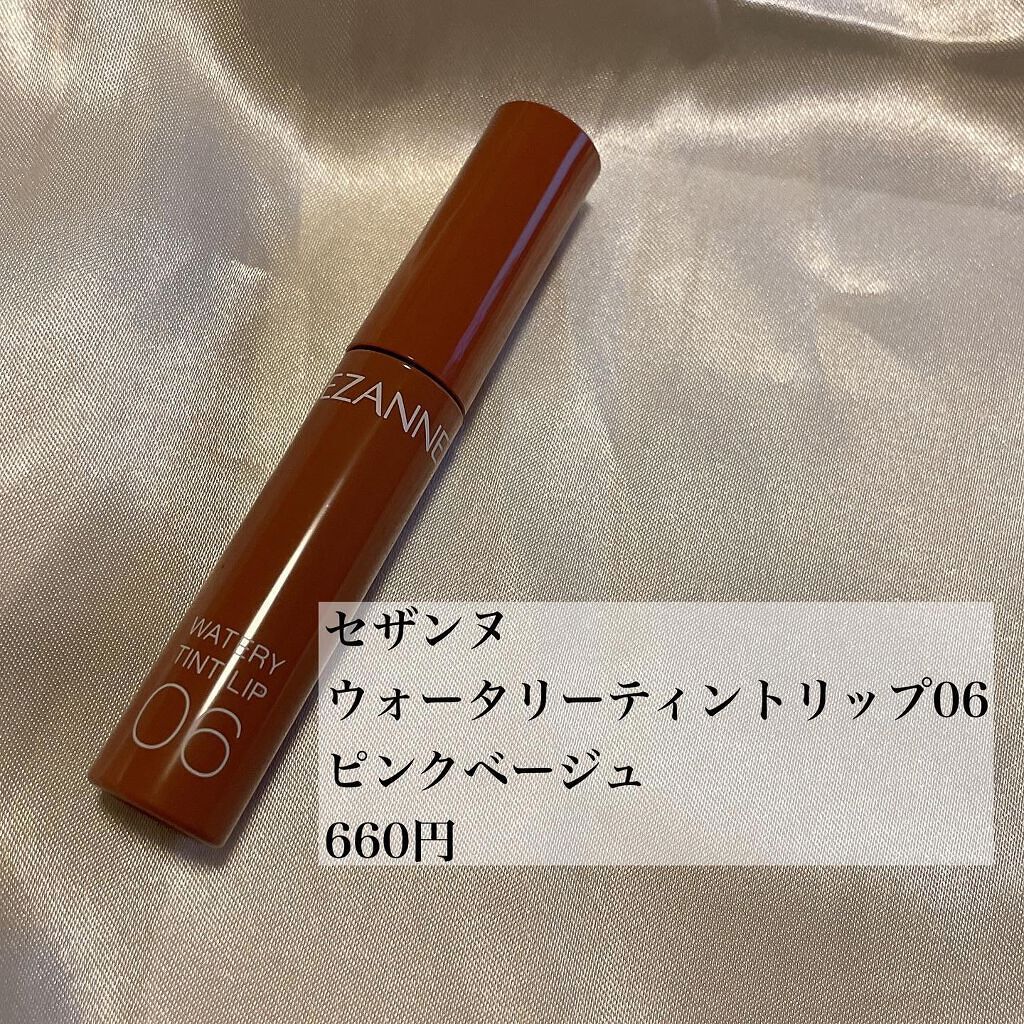 EZANNE
WATERY
TINT LIP
06
セザンヌ
ウォータリーティントリップ06
ピンクベージュ
660円